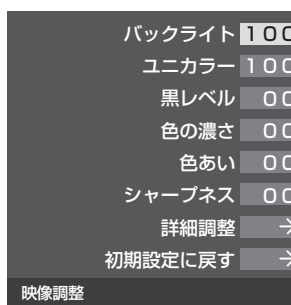 バックライト 100
ユニカラー 100
黒レベル 00
色の濃さ 00
色あい 00
シャープネス 00
詳細調整 →
初期設定に戻す →
映像調整